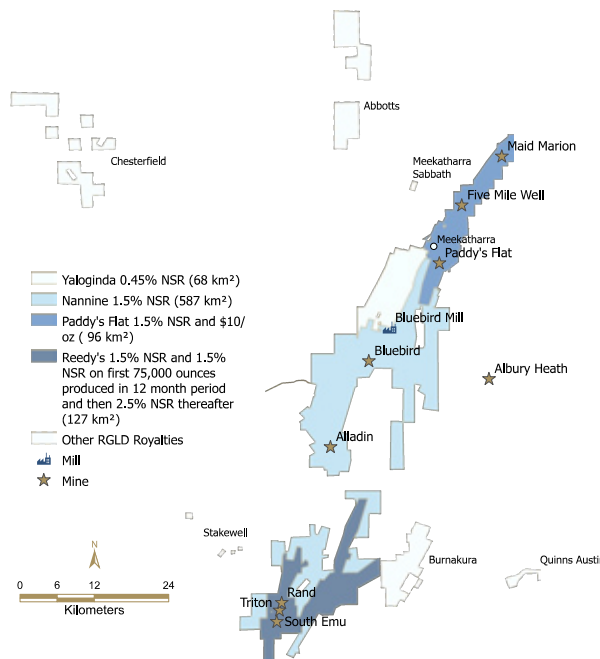 Abbotts
Chesterfield
Maid Marion
Meekatharra
Sabbath
Five Mile Well
Meekatharra
Paddy's Flat
Yaloginda 0.45% NSR (68 km²)
Nannine 1.5% NSR (587 km²)
Paddy's Flat 1.5% NSR and $10/
oz ( 96 km²)
Reedy's 1.5% NSR and 1.5%
NSR on first 75,000 ounces
produced in 12 month period
and then 2.5% NSR thereafter
(127 km²)
Other RGLD Royalties
Mill
Mine
Bluebird Mill
Bluebird
Albury Heath
Alladin
Stakewell
Burnakura
Quinns Austi
Rand
Triton
South Emu
N
0 6 12 24
Kilometers